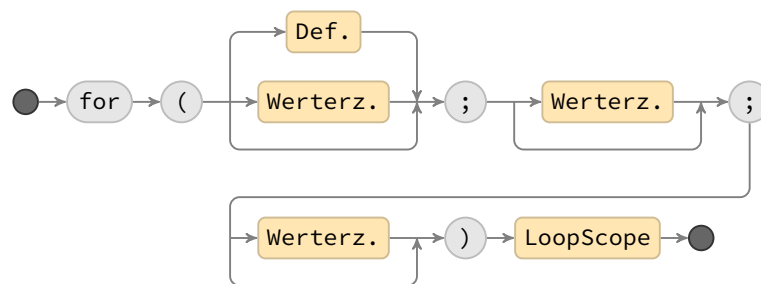 Def.
for ( Werterz. ; Werterz. ;
Werterz. ) LoopScope